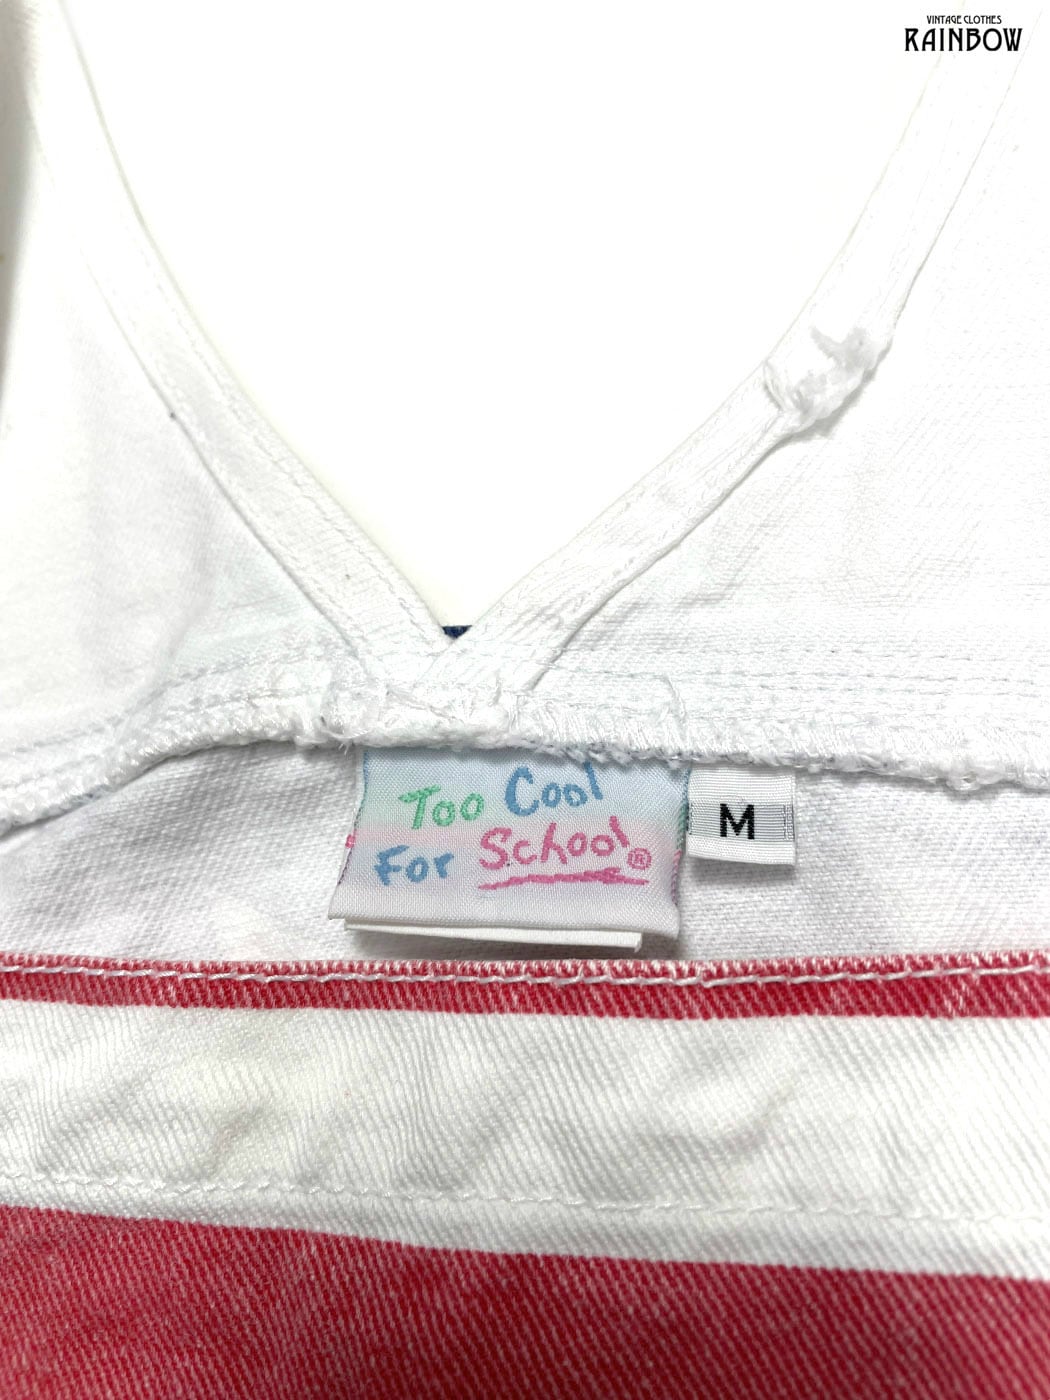 VINTAGE CLOTHES
RAINBOW
Too Cool
For School®
M